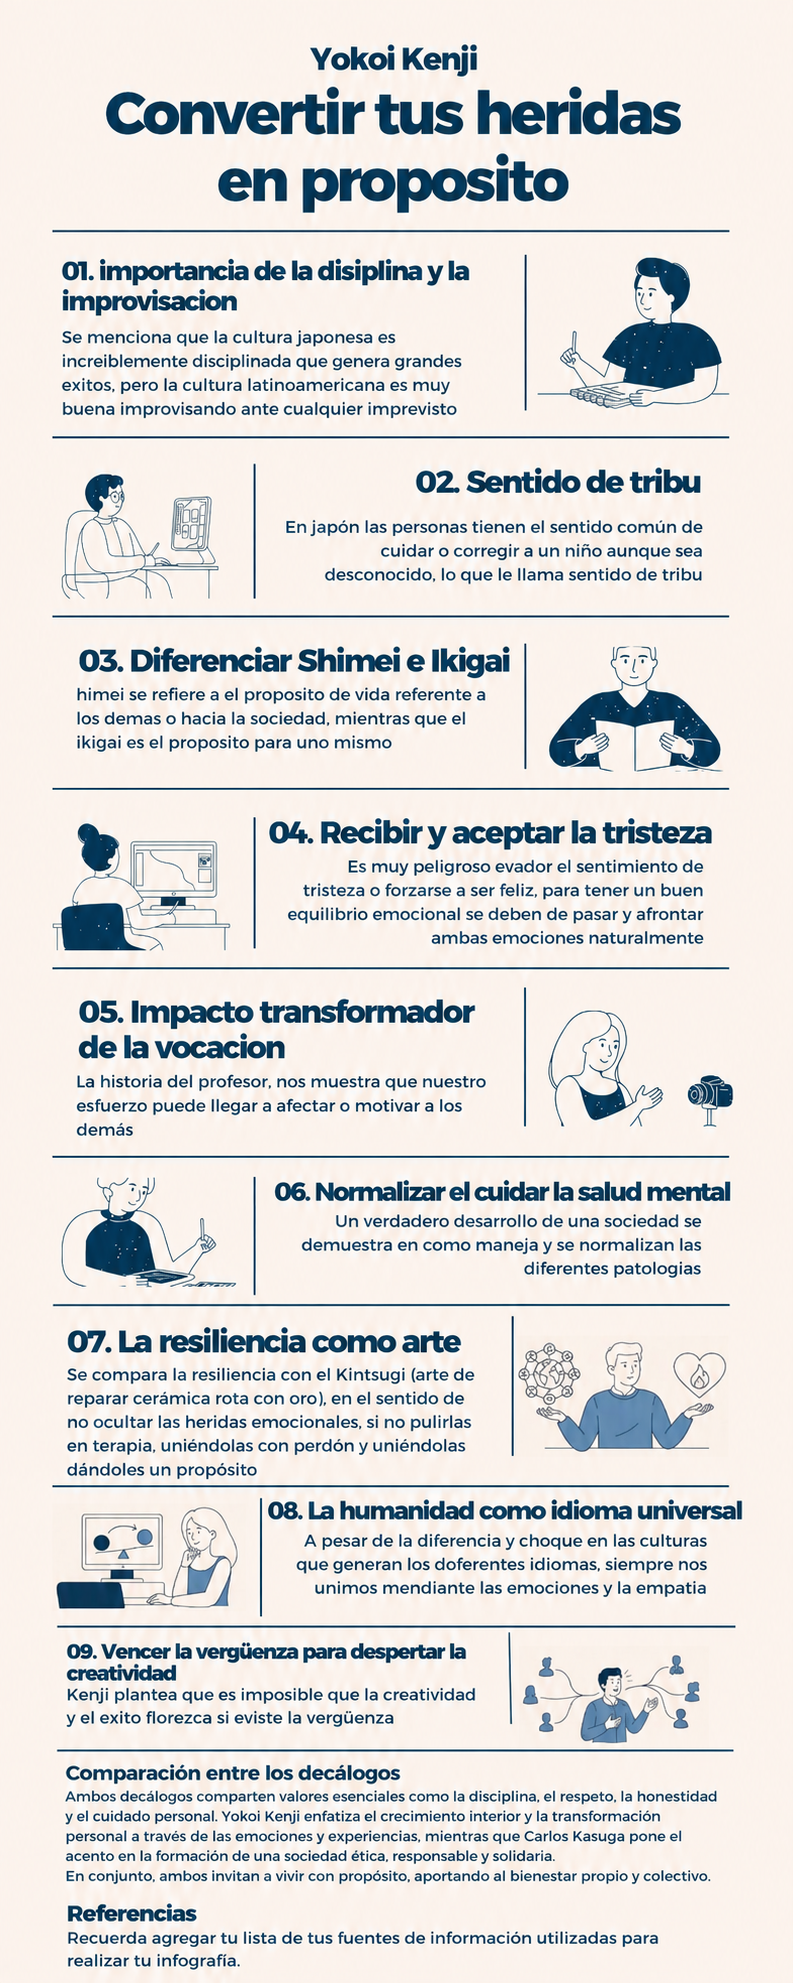 Yokoi Kenji
Convertir tus heridas
en proposito
01. importancia de la disiplina y la
improvisacion
Se menciona que la cultura japonesa es
increiblemente disciplinada que genera grandes
exitos, pero la cultura latinoamericana es muy
buena improvisando ante cualquier imprevisto
02. Sentido de tribu
En japón las personas tienen el sentido común de
cuidar o corregir a un niño aunque sea
desconocido, lo que le llama sentido de tribu
03. Diferenciar Shimei e Ikigai
himei se refiere a el proposito de vida referente a
los demas o hacia la sociedad, mientras que el
ikigai es el proposito para uno mismo
04. Recibir y aceptar la tristeza
Es muy peligroso evador el sentimiento de
tristeza o forzarse a ser feliz, para tener un buen
equilibrio emocional se deben de pasar y afrontar
ambas emociones naturalmente
05. Impacto transformador
de la vocacion
La historia del profesor, nos muestra que nuestro
esfuerzo puede llegar a afectar o motivar a los
demás
06. Normalizar el cuidar la salud mental
Un verdadero desarrollo de una sociedad se
demuestra en como maneja y se normalizan las
diferentes patologias
07. La resiliencia como arte
Se compara la resiliencia con el Kintsugi (arte de
reparar cerámica rota con oro), en el sentido de
no ocultar las heridas emocionales, si no pulirlas
en terapia, uniéndolas con perdón y uniéndolas
dándoles un propósito
08. La humanidad como idioma universal
A pesar de la diferencia y choque en las culturas
que generan los doferentes idiomas, siempre nos
unimos mendiante las emociones y la empatia
09. Vencer la vergüenza para despertar la
creatividad
Kenji plantea que es imposible que la creatividad
y el exito florezca si eviste la vergüenza
Comparación entre los decálogos
Ambos decálogos comparten valores esenciales como la disciplina, el respeto, la honestidad
y el cuidado personal. Yokoi Kenji enfatiza el crecimiento interior y la transformación
personal a través de las emociones y experiencias, mientras que Carlos Kasuga pone el
acento en la formación de una sociedad ética, responsable y solidaria.
En conjunto, ambos invitan a vivir con propósito, aportando al bienestar propio y colectivo.
Referencias
Recuerda agregar tu lista de tus fuentes de información utilizadas para
realizar tu infografía.